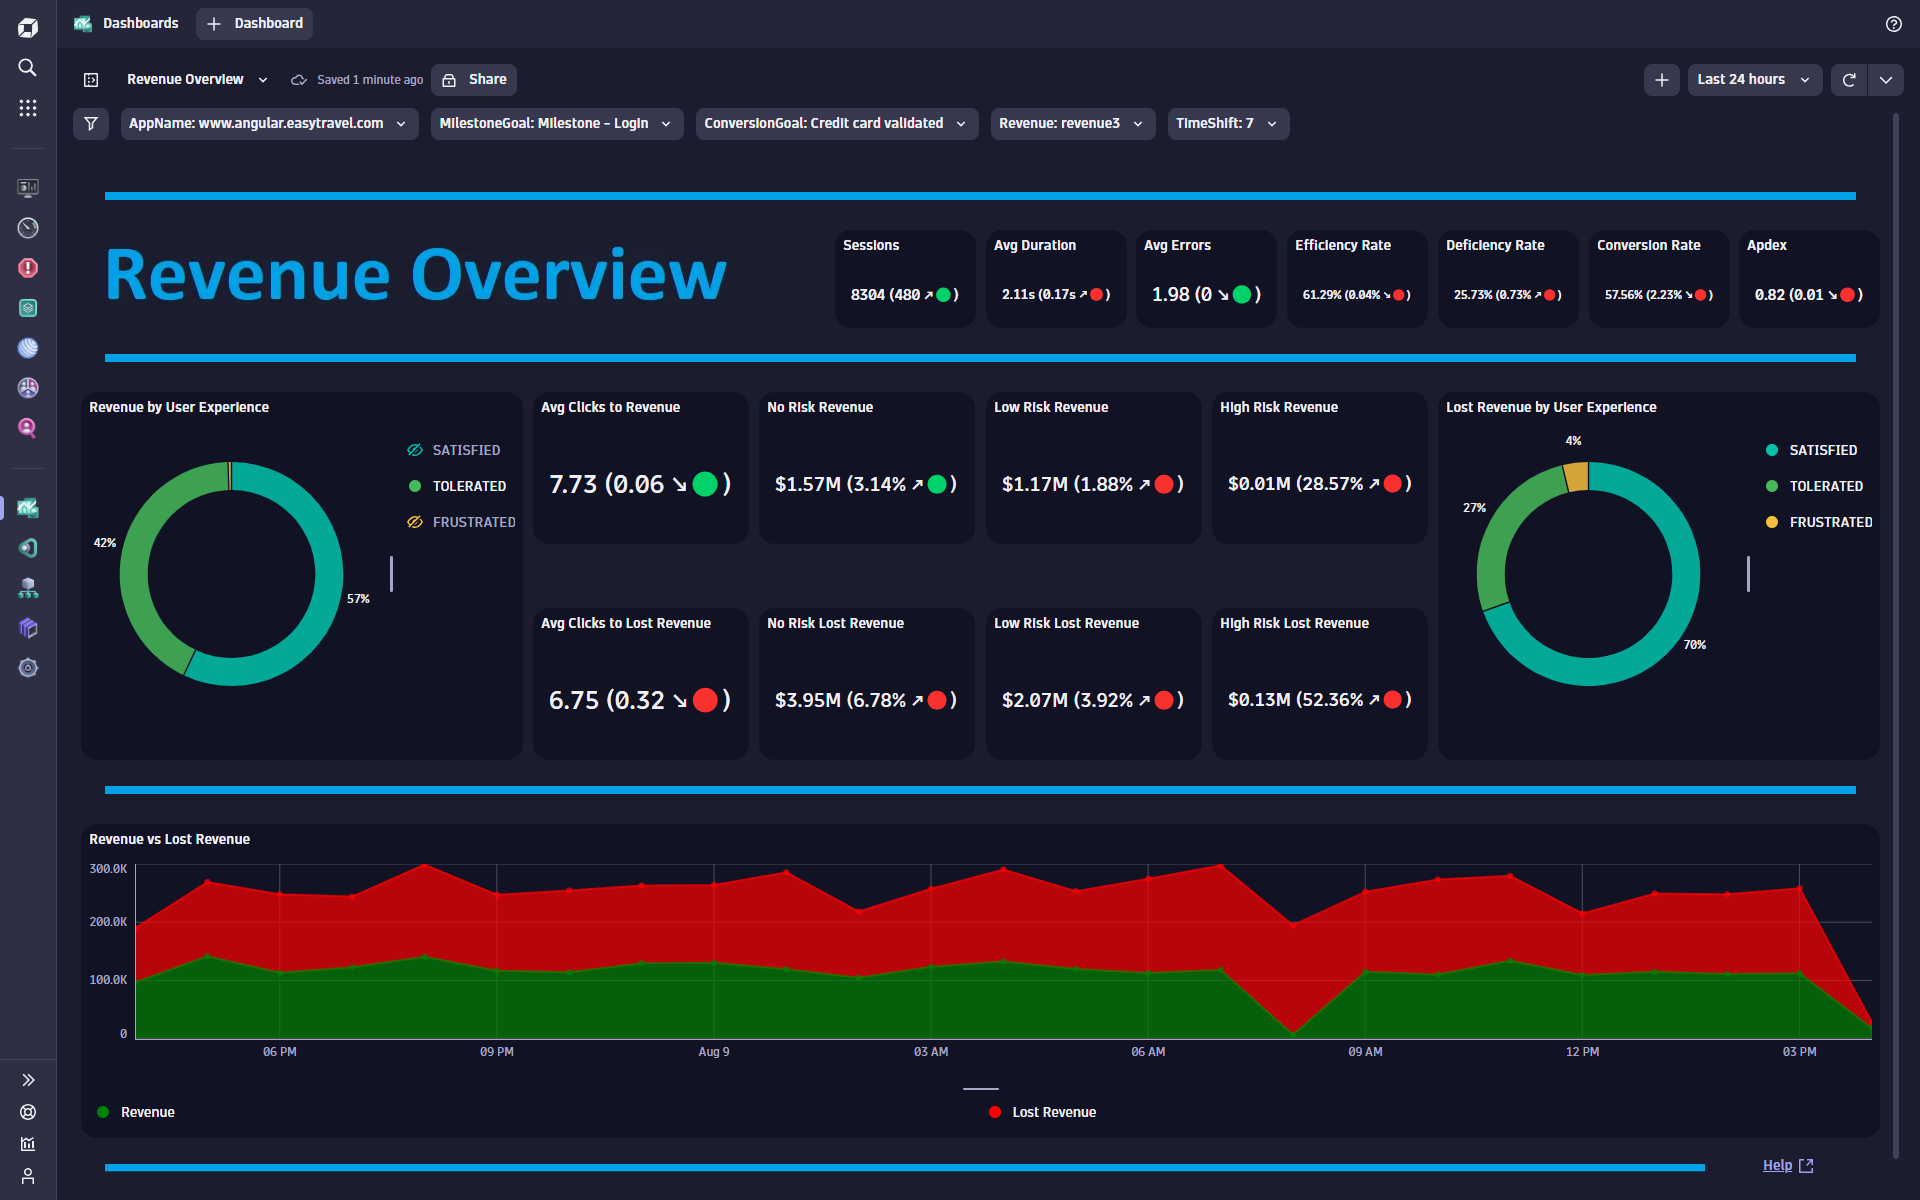 Dashboards
Dashboard
Revenue Overview
Saved 1 minute ago
Share
Last 24 hours
AppName: www.angular.easytravel.com
MilestoneGoal: Milestone - Login
ConversionGoal: Credit card validated
Revenue: revenue3
TimeShift: 7
Revenue Overview
Sessions
8304 (480 ↗ )
Avg Duration
2.11s (0.17s ↗ )
Avg Errors
1.98 (0 ↘ )
Efficiency Rate
61.29% (0.04% ↘ )
Deficiency Rate
25.73% (0.73% ↗ )
Conversion Rate
57.56% (2.23% ↘ )
Apdex
0.82 (0.01 ↘ )
Revenue by User Experience
SATISFIED
TOLERATED
FRUSTRATED
42%
57%
Avg Clicks to Revenue
7.73 (0.06 ↘ )
No Risk Revenue
$1.57M (3.14% ↗ )
Low Risk Revenue
$1.17M (1.88% ↗ )
High Risk Revenue
$0.01M (28.57% ↗ )
Avg Clicks to Lost Revenue
6.75 (0.32 ↘ )
No Risk Lost Revenue
$3.95M (6.78% ↗ )
Low Risk Lost Revenue
$2.07M (3.92% ↗ )
High Risk Lost Revenue
$0.13M (52.36% ↗ )
Lost Revenue by User Experience
4%
27%
70%
SATISFIED
TOLERATED
FRUSTRATED
Revenue vs Lost Revenue
300.0K
200.0K
100.0K
0
06 PM
09 PM
Aug 9
03 AM
06 AM
09 AM
12 PM
03 PM
Revenue
Lost Revenue
Help